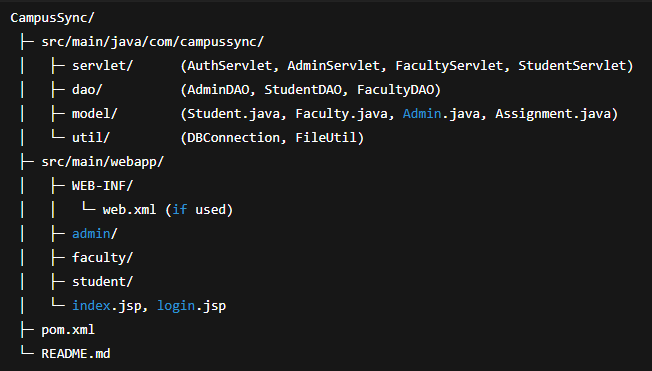 CampusSync/
├─ src/main/java/com/campussync/
│   ├─ servlet/      (AuthServlet, AdminServlet, FacultyServlet, StudentServlet)
│   ├─ dao/          (AdminDAO, StudentDAO, FacultyDAO)
│   ├─ model/        (Student.java, Faculty.java, Admin.java, Assignment.java)
│   └─ util/         (DBConnection, FileUtil)
├─ src/main/webapp/
│   ├─ WEB-INF/
│   │   └─ web.xml (if used)
│   ├─ admin/
│   ├─ faculty/
│   ├─ student/
│   └─ index.jsp, login.jsp
├─ pom.xml
└─ README.md